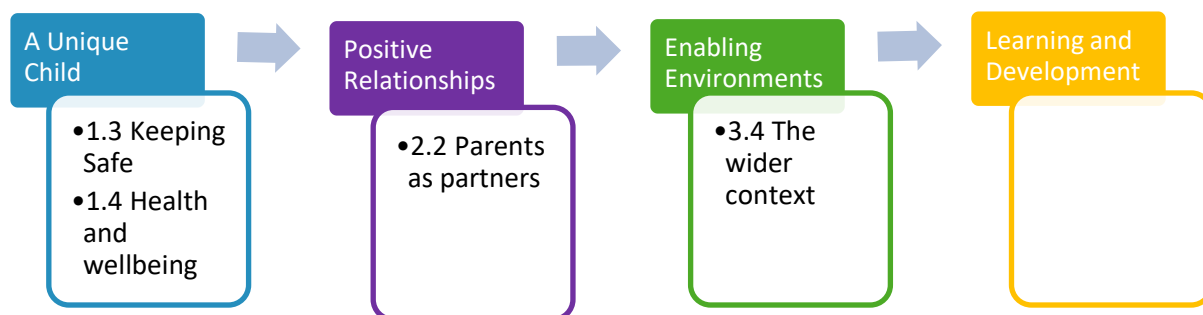 A Unique
Child
•1.3 Keeping
Safe
•1.4 Health
and
wellbeing
Positive
Relationships
•2.2 Parents
as partners
Enabling
Environments
•3.4 The
wider
context
Learning and
Development